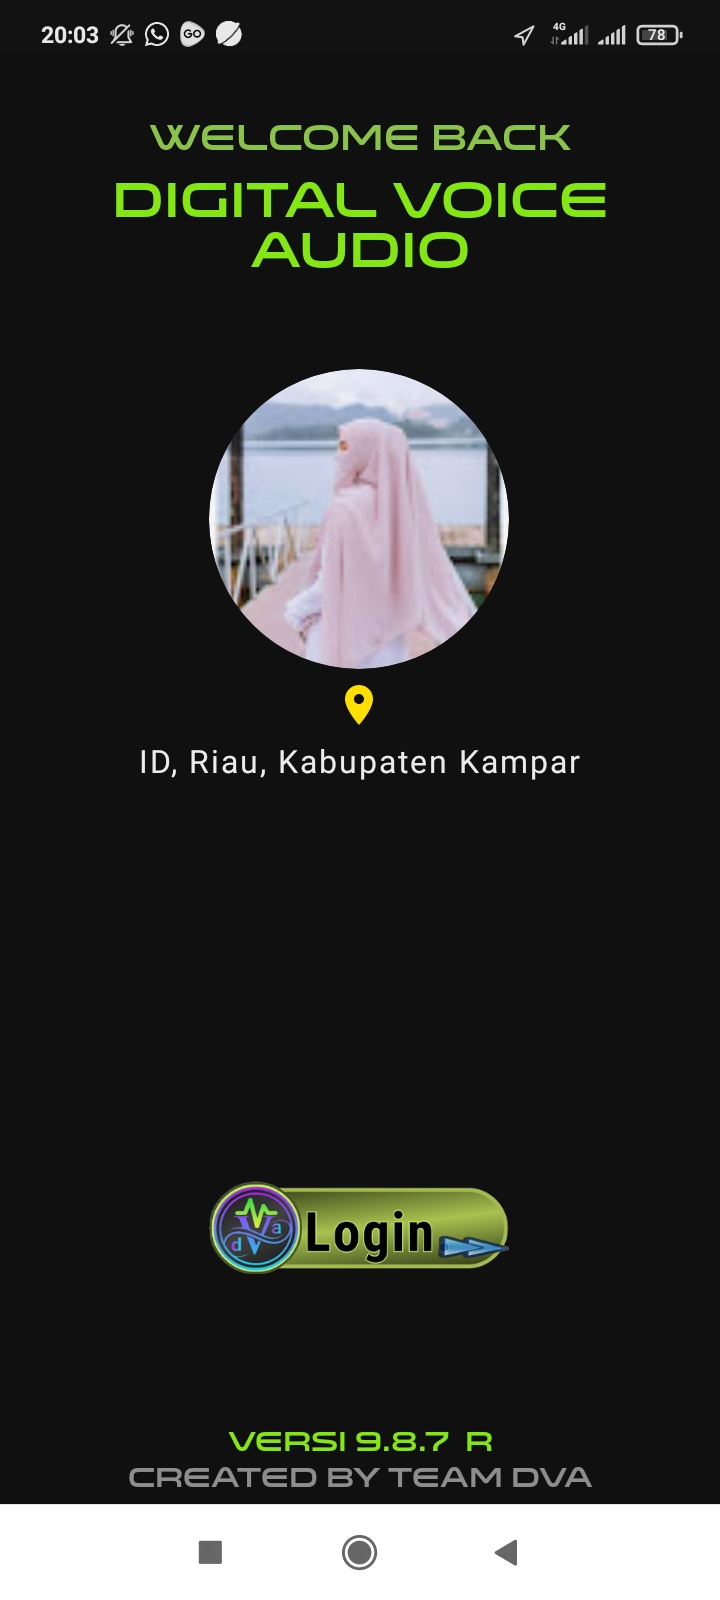 20:03 GO 4G 78
WELCOME BACK
DIGITAL VOICE
AUDIO
ID, Riau, Kabupaten Kampar
dVa Login
VERSI 9.8.7 R
CREATED BY TEAM DVA